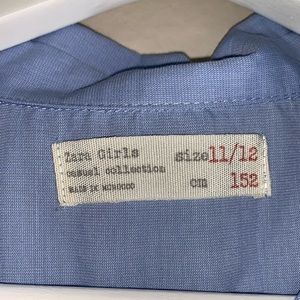 Zara Girls size 11/12
casual collection
MADE IN MOROCCO cm 152